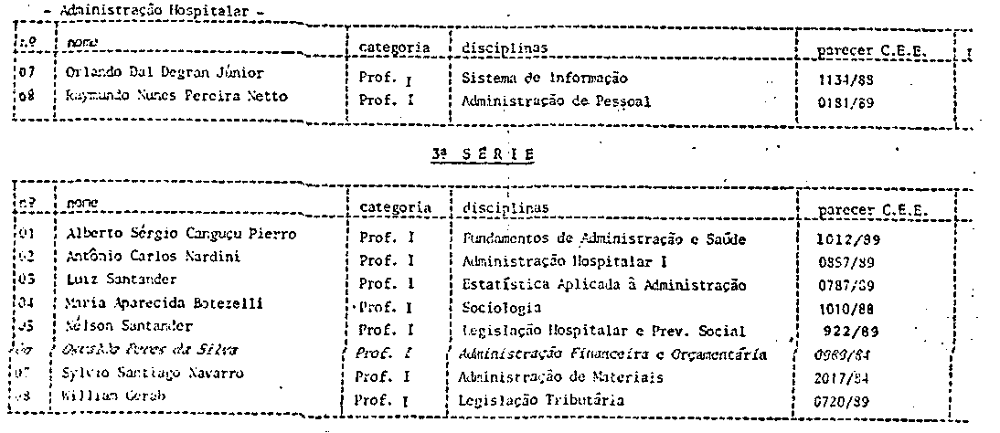 - Administração Hospitalar -
nº nome categoria disciplinas parecer C.E.E.
07 Orlando Dal Degran Júnior Prof. I Sistema de Informação 1134/88
08 Raymundo Nunes Pereira Netto Prof. I Administração de Pessoal 0181/89
3ª SÉRIE
nº nome categoria disciplinas parecer C.E.E.
01 Alberto Sérgio Canguçu Pierro Prof. I Fundamentos de Administração e Saúde 1012/89
02 Antônio Carlos Nardini Prof. I Administração Hospitalar I 0857/89
03 Luiz Santander Prof. I Estatística Aplicada à Administração 0787/89
04 Maria Aparecida Botezelli Prof. I Sociologia 1010/88
05 Nélson Santander Prof. I Legislação Hospitalar e Prev. Social 922/89
06 Osvaldo Peres da Silva Prof. I Administração Financeira e Orçamentária
07 Sylvio Santiago Navarro Prof. I Administração de Materiais 2017/84
08 William Gerab Prof. I Legislação Tributária 0720/89